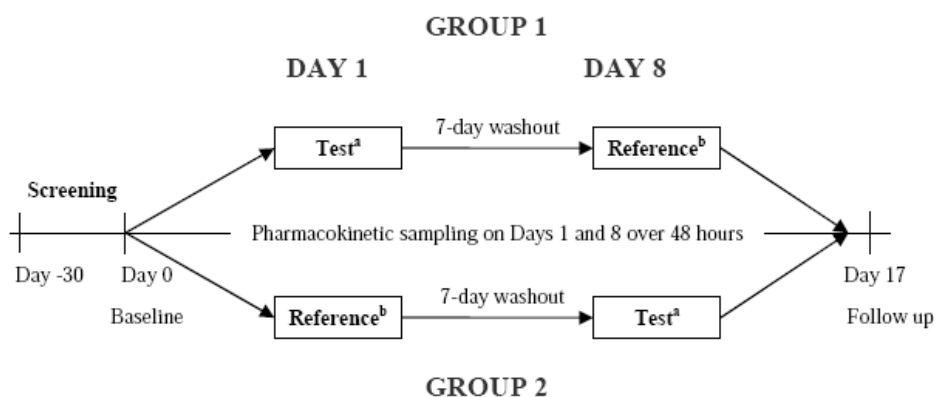 GROUP 1
DAY 1 DAY 8
7-day washout
Testᵃ Referenceᵇ
Screening
Pharmacokinetic sampling on Days 1 and 8 over 48 hours
Day -30 Day 0 Day 17
Baseline 7-day washout Follow up
Referenceᵇ Testᵃ
GROUP 2